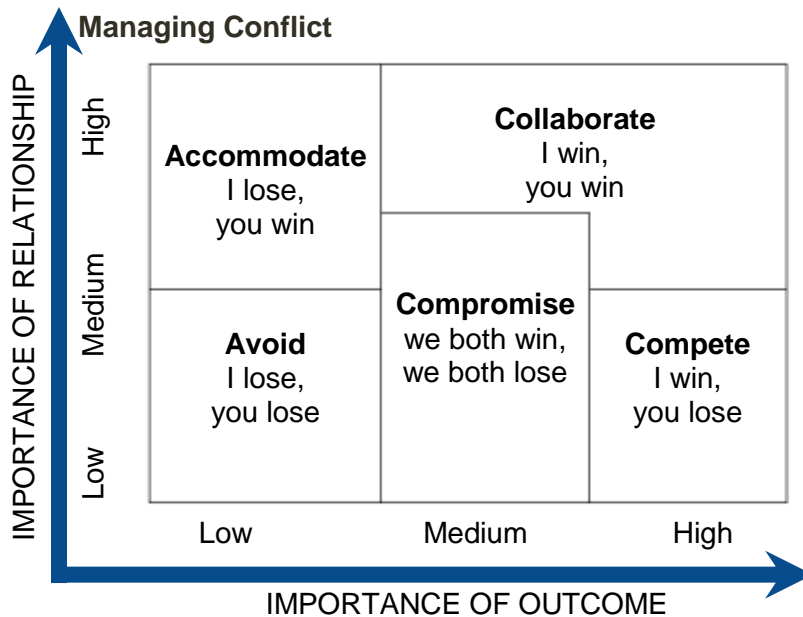 Managing Conflict
IMPORTANCE OF RELATIONSHIP
High
Medium
Low
Accommodate
I lose,
you win
Collaborate
I win,
you win
Avoid
I lose,
you lose
Compromise
we both win,
we both lose
Compete
I win,
you lose
Low
Medium
High
IMPORTANCE OF OUTCOME